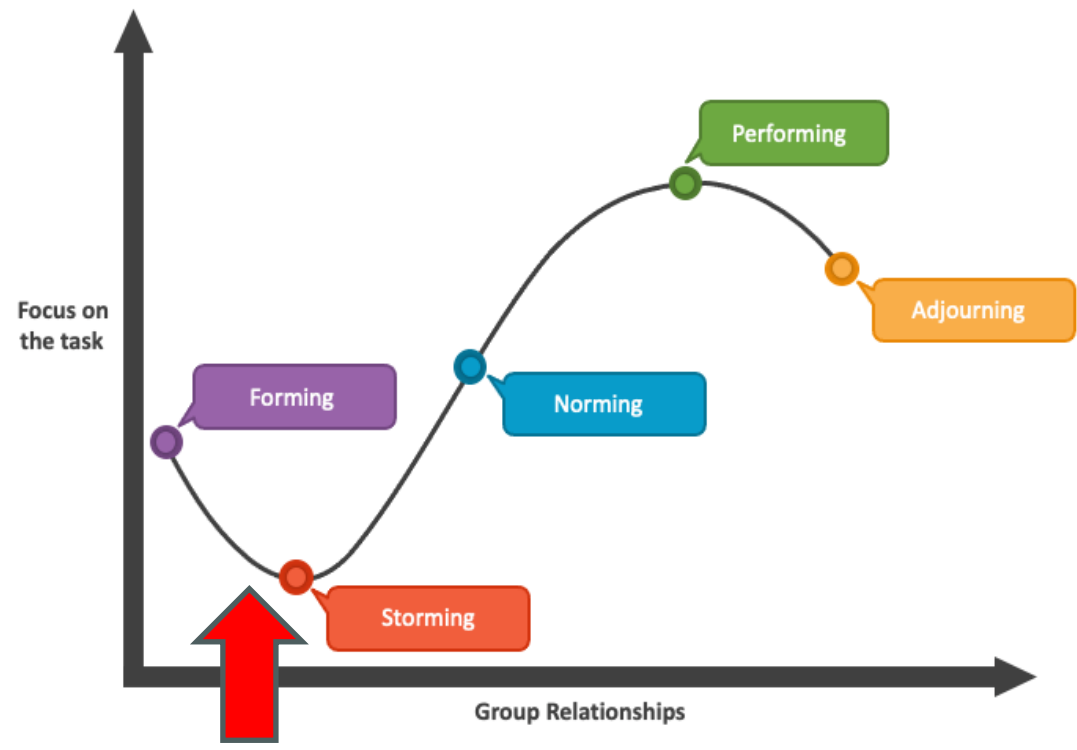 Performing
Focus on
the task
Adjourning
Forming
Norming
Storming
Group Relationships